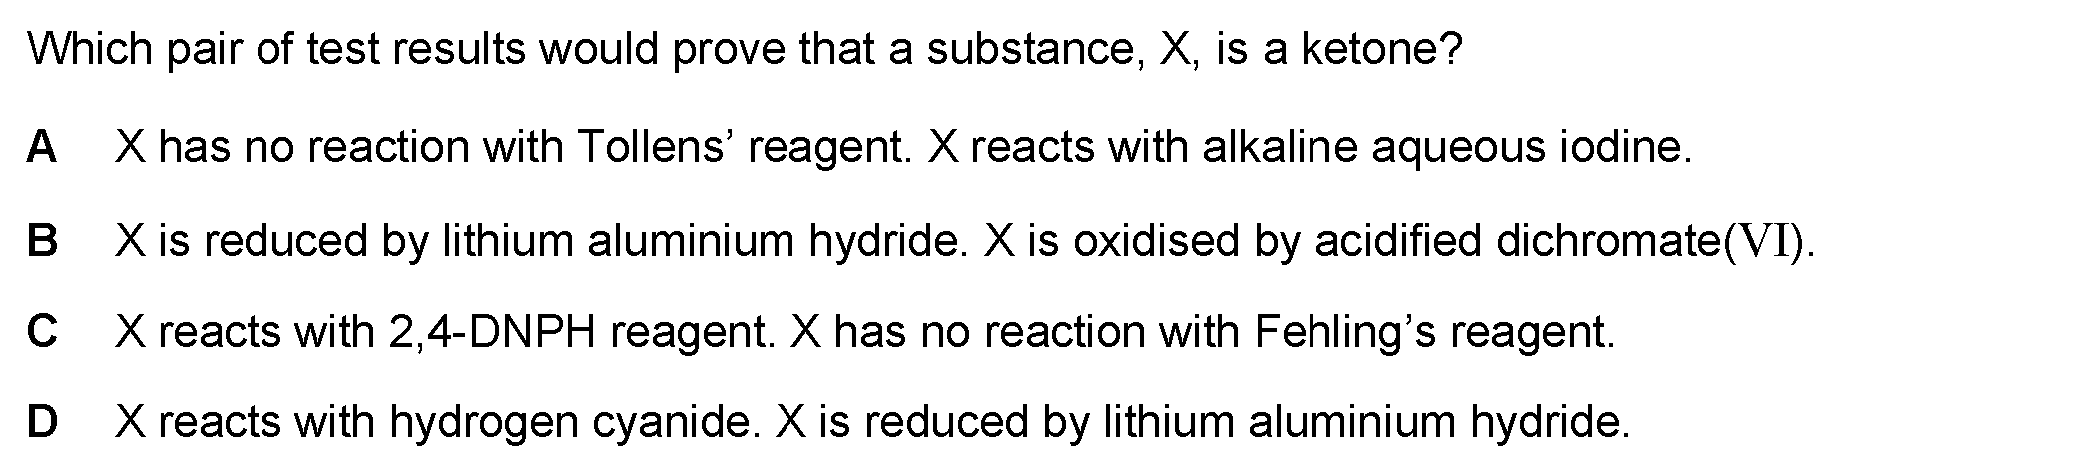 Which pair of test results would prove that a substance, X, is a ketone?
A X has no reaction with Tollens’ reagent. X reacts with alkaline aqueous iodine.
B X is reduced by lithium aluminium hydride. X is oxidised by acidified dichromate(VI).
C X reacts with 2,4-DNPH reagent. X has no reaction with Fehling’s reagent.
D X reacts with hydrogen cyanide. X is reduced by lithium aluminium hydride.